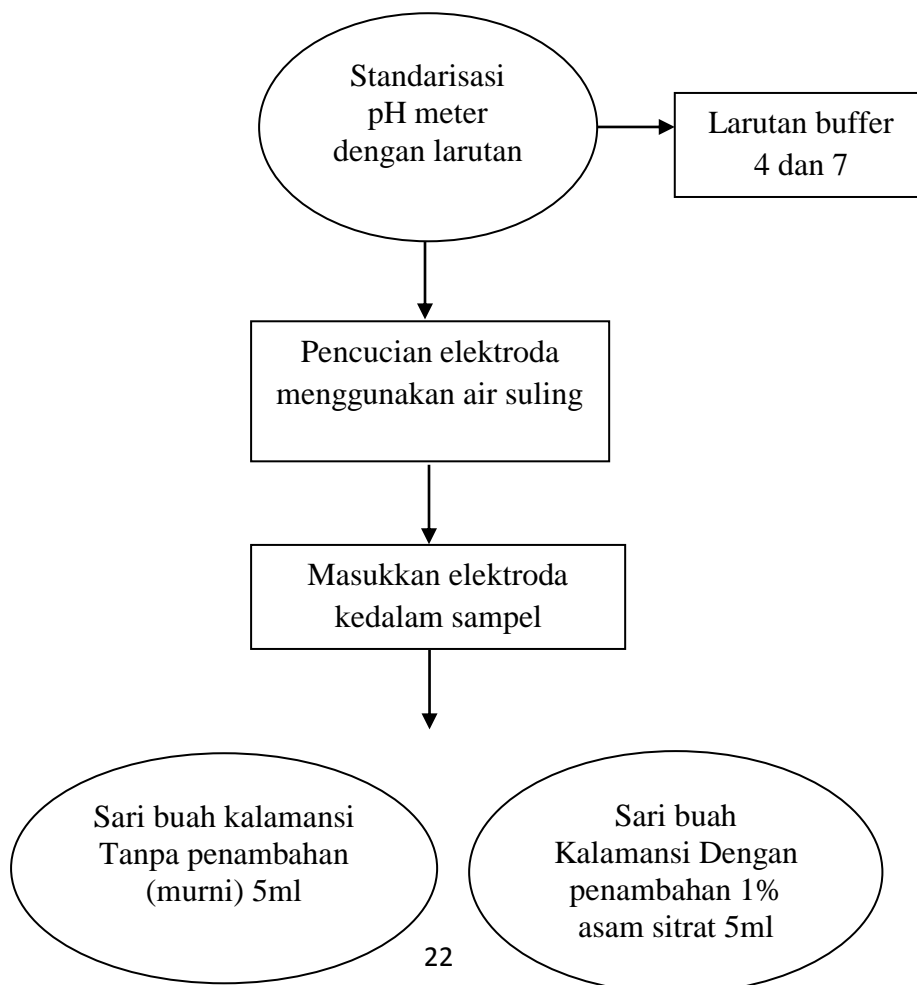 Standarisasi
pH meter
dengan larutan
Larutan buffer
4 dan 7
Pencucian elektroda
menggunakan air suling
Masukkan elektroda
kedalam sampel
Sari buah kalamansi
Tanpa penambahan
(murni) 5ml
Sari buah
Kalamansi Dengan
penambahan 1%
asam sitrat 5ml
22